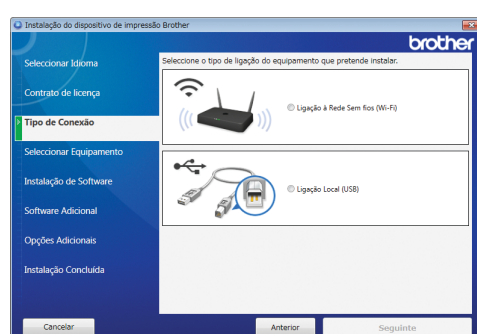 Instalação do dispositivo de impressão Brother
brother
Seleccionar Idioma
Contrato de licença
Tipo de Conexão
Seleccionar Equipamento
Instalação de Software
Software Adicional
Opções Adicionais
Instalação Concluída
Seleccione o tipo de ligação do equipamento que pretende instalar.
Ligação à Rede Sem fios (Wi-Fi)
Ligação Local (USB)
Cancelar
Anterior
Seguinte